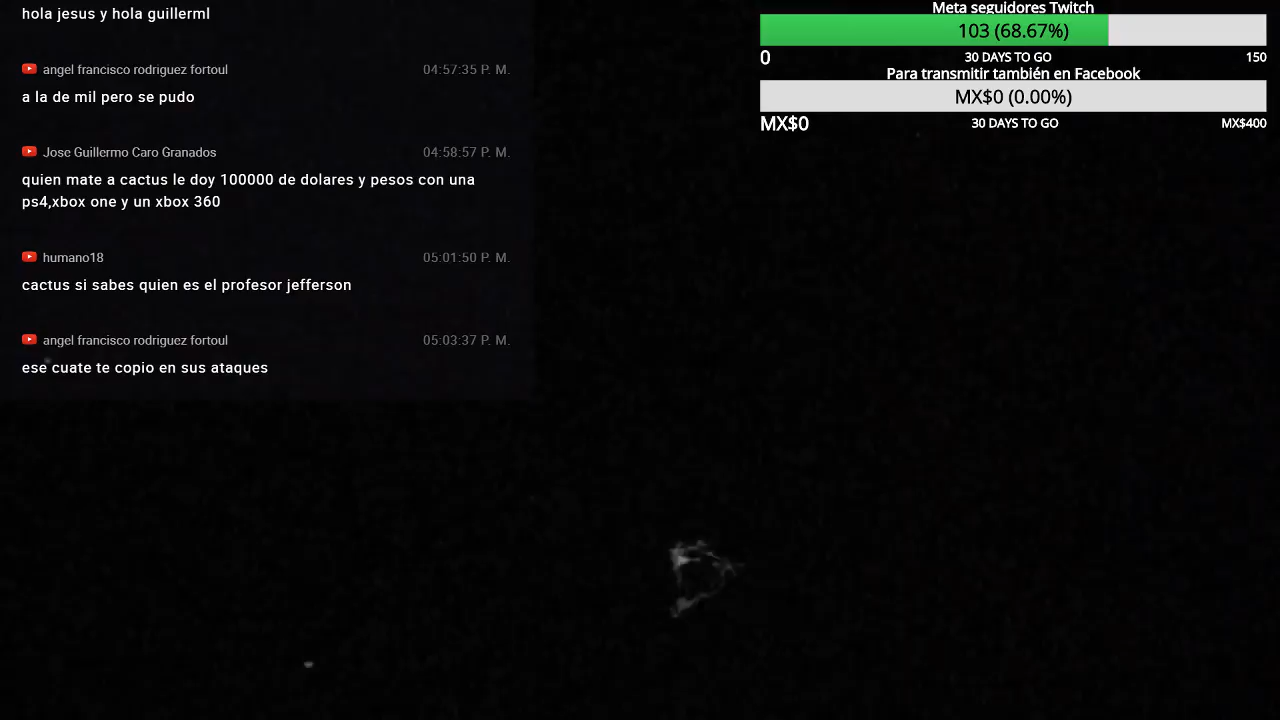 hola jesus y hola guillerml
angel francisco rodriguez fortoul 04:57:35 P. M.
a la de mil pero se pudo
Jose Guillermo Caro Granados 04:58:57 P. M.
quien mate a cactus le doy 100000 de dolares y pesos con una
ps4,xbox one y un xbox 360
humano18 05:01:50 P. M.
cactus si sabes quien es el profesor jefferson
angel francisco rodriguez fortoul 05:03:37 P. M.
ese cuate te copio en sus ataques
Meta seguidores Twitch
103 (68.67%)
0 30 DAYS TO GO 150
Para transmitir también en Facebook
MX$0 (0.00%)
MX$0 30 DAYS TO GO MX$400